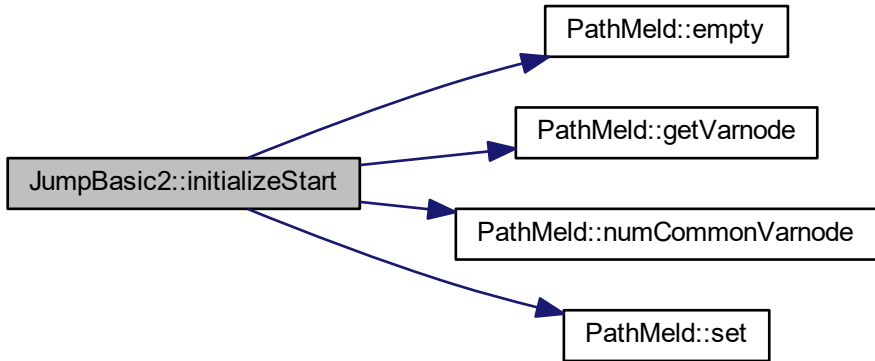 PathMeld::empty
PathMeld::getVarnode
JumpBasic2::initializeStart
PathMeld::numCommonVarnode
PathMeld::set